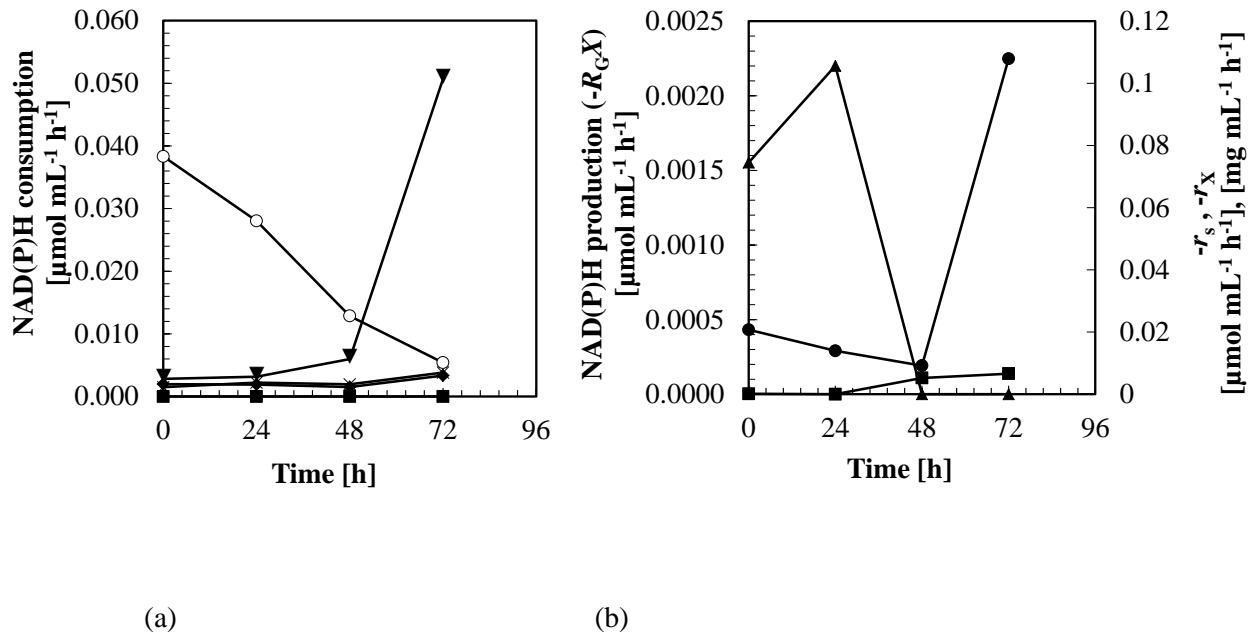 NAD(P)H consumption
[µmol mL-1 h-1]
0.060
0.050
0.040
0.030
0.020
0.010
0.000
0 24 48 72 96
Time [h]
(a)
NAD(P)H production (-RGX)
[µmol mL-1 h-1]
0.0025
0.0020
0.0015
0.0010
0.0005
0.0000
0 24 48 72 96
Time [h]
0.12
0.1
0.08
0.06
0.04
0.02
0
-rs , -rX
[µmol mL-1 h-1], [mg mL-1 h-1]
(b)